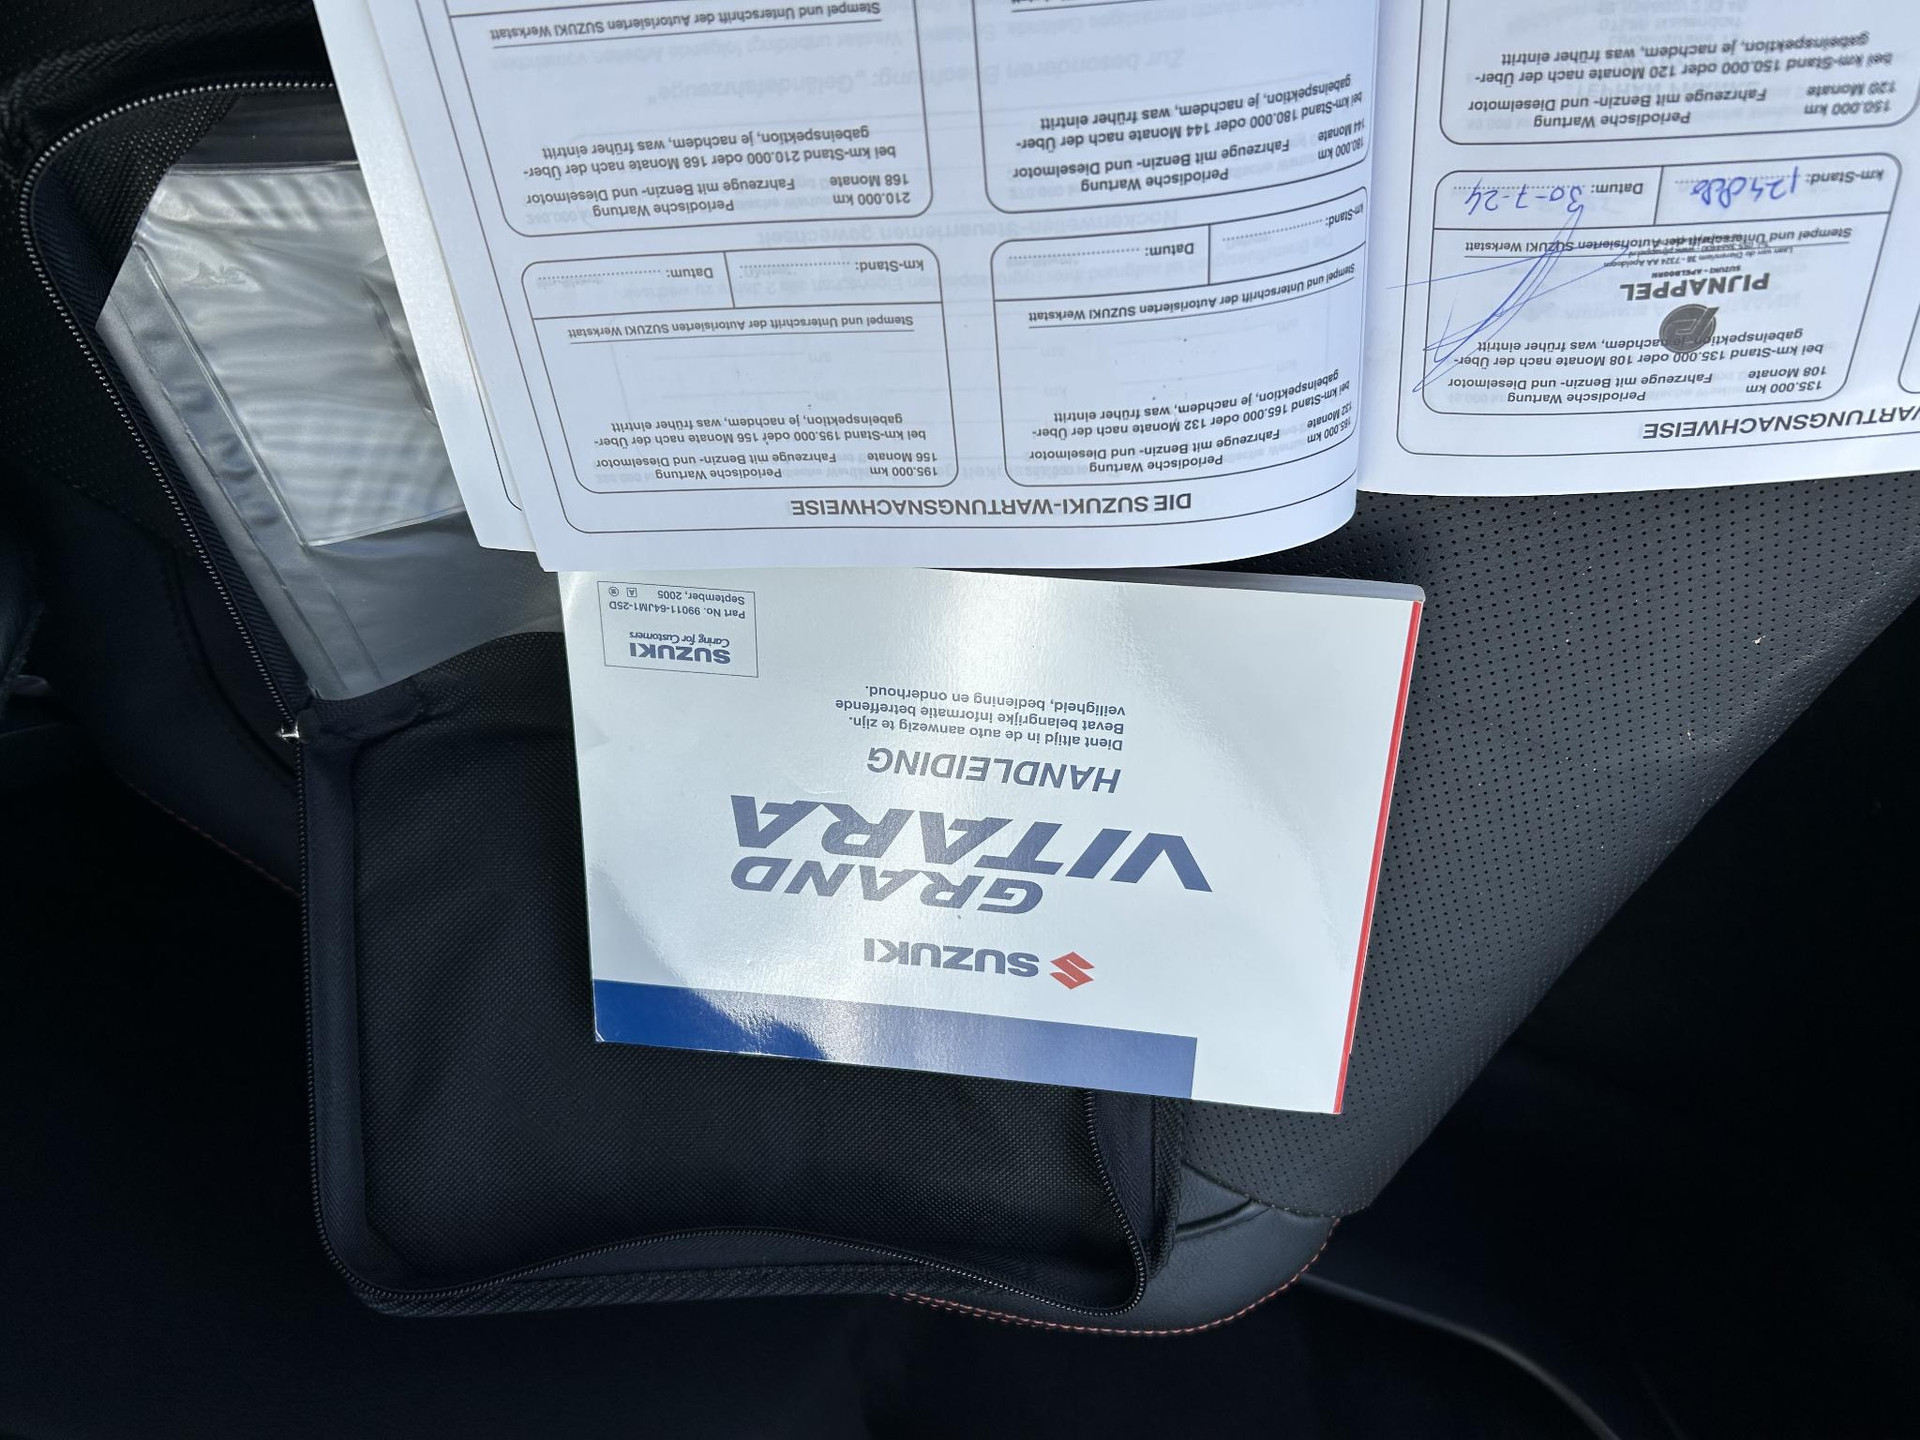 DIE SUZUKI-WARTUNGSNACHWEISE
165.000 km
132 Monate
Periodische Wartung
Fahrzeuge mit Benzin- und Dieselmotor
bei km-Stand 165.000 oder 132 Monate nach der Über-
gabeinspektion, je nachdem, was früher eintritt
Stempel und Unterschrift der Autorisierten SUZUKI Werkstatt
km-Stand:
Datum:
180.000 km
144 Monate
Periodische Wartung
Fahrzeuge mit Benzin- und Dieselmotor
bei km-Stand 180.000 oder 144 Monate nach der Über-
gabeinspektion, je nachdem, was früher eintritt
195.000 km
156 Monate
Periodische Wartung
Fahrzeuge mit Benzin- und Dieselmotor
bei km-Stand 195.000 oder 156 Monate nach der Über-
gabeinspektion, je nachdem, was früher eintritt
Stempel und Unterschrift der Autorisierten SUZUKI Werkstatt
km-Stand:
Datum:
210.000 km
168 Monate
Periodische Wartung
Fahrzeuge mit Benzin- und Dieselmotor
bei km-Stand 210.000 oder 168 Monate nach der Über-
gabeinspektion, je nachdem, was früher eintritt
Stempel und Unterschrift der Autorisierten SUZUKI Werkstatt
WARTUNGSNACHWEISE
135.000 km
108 Monate
Periodische Wartung
Fahrzeuge mit Benzin- und Dieselmotor
bei km-Stand 135.000 oder 108 Monate nach der Über-
gabeinspektion, je nachdem, was früher eintritt
PIJNAPPEL
SUZUKI - APELDOORN
Stempel und Unterschrift der Autorisierten SUZUKI Werkstatt
km-Stand:
Datum: 30-7-24
150.000 km
120 Monate
Periodische Wartung
Fahrzeuge mit Benzin- und Dieselmotor
bei km-Stand 150.000 oder 120 Monate nach der Über-
gabeinspektion, je nachdem, was früher eintritt
SUZUKI
GRAND
VITARA
HANDLEIDING
Dient altijd in de auto aanwezig te zijn.
Bevat belangrijke informatie betreffende
veiligheid, bediening en onderhoud.
SUZUKI
Caring for Customers
Part No. 99011-64JM1-25D
September, 2005